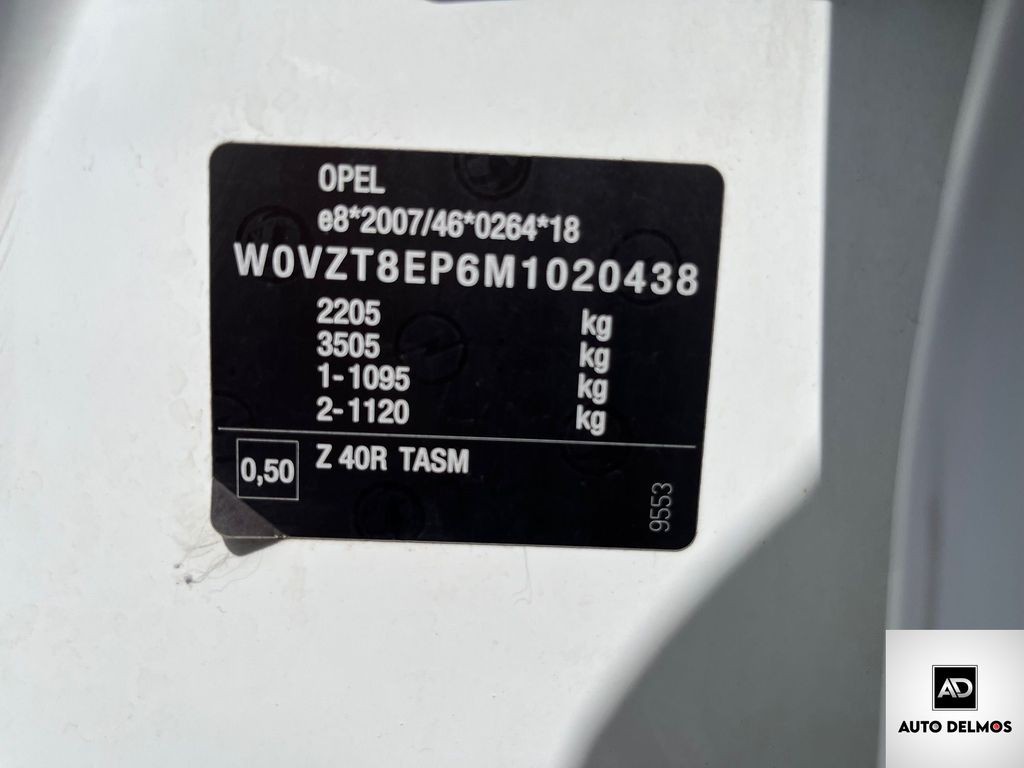 OPEL
e8*2007/46*0264*18
W0VZT8EP6M1020438
2205 kg
3505 kg
1-1095 kg
2-1120 kg
0,50 Z 40R TASM
9553
AD
AUTO DELMOS